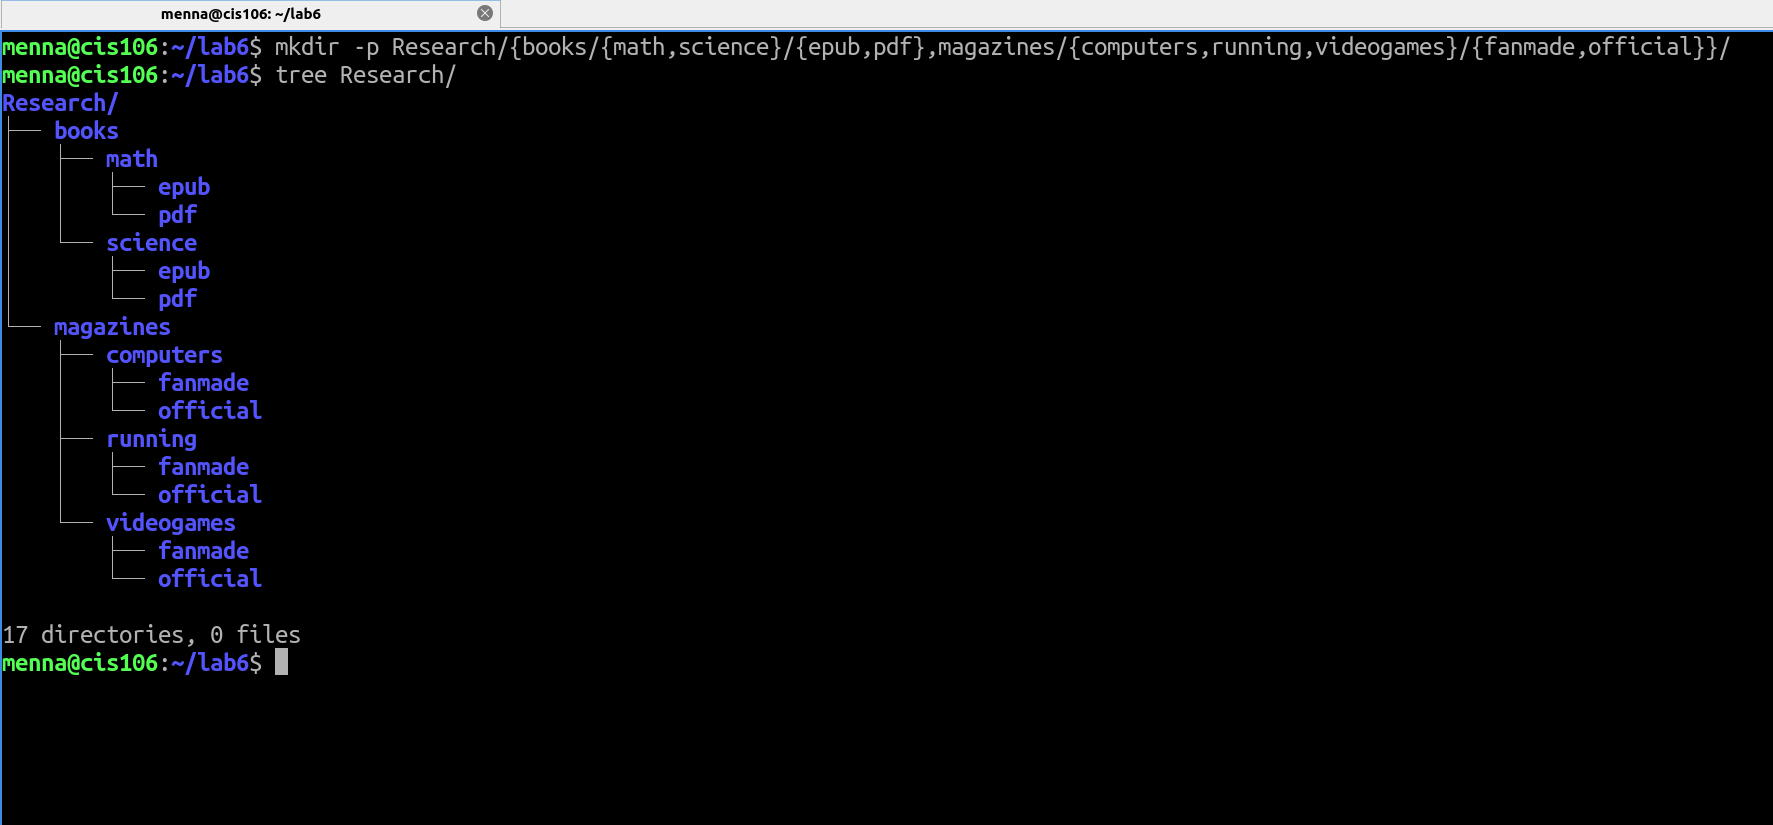 menna@cis106: ~/lab6
menna@cis106:~/lab6$ mkdir -p Research/{books/{math,science}/{epub,pdf},magazines/{computers,running,videogames}/{fanmade,official}}/
menna@cis106:~/lab6$ tree Research/
Research/
├── books
│   ├── math
│   │   ├── epub
│   │   └── pdf
│   └── science
│       ├── epub
│       └── pdf
└── magazines
    ├── computers
    │   ├── fanmade
    │   └── official
    ├── running
    │   ├── fanmade
    │   └── official
    └── videogames
        ├── fanmade
        └── official
17 directories, 0 files
menna@cis106:~/lab6$